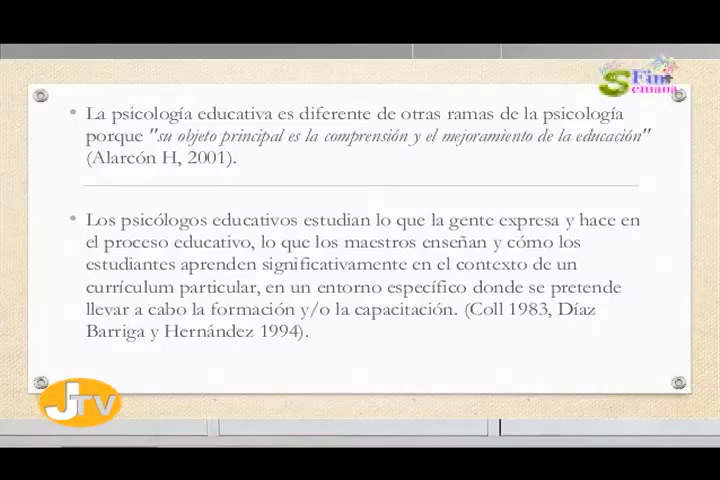 Fin
Semana
• La psicología educativa es diferente de otras ramas de la psicología
porque "su objeto principal es la comprensión y el mejoramiento de la educación"
(Alarcón H, 2001).
• Los psicólogos educativos estudian lo que la gente expresa y hace en
el proceso educativo, lo que los maestros enseñan y cómo los
estudiantes aprenden significativamente en el contexto de un
currículum particular, en un entorno específico donde se pretende
llevar a cabo la formación y/o la capacitación. (Coll 1983, Díaz
Barriga y Hernández 1994).
JTV